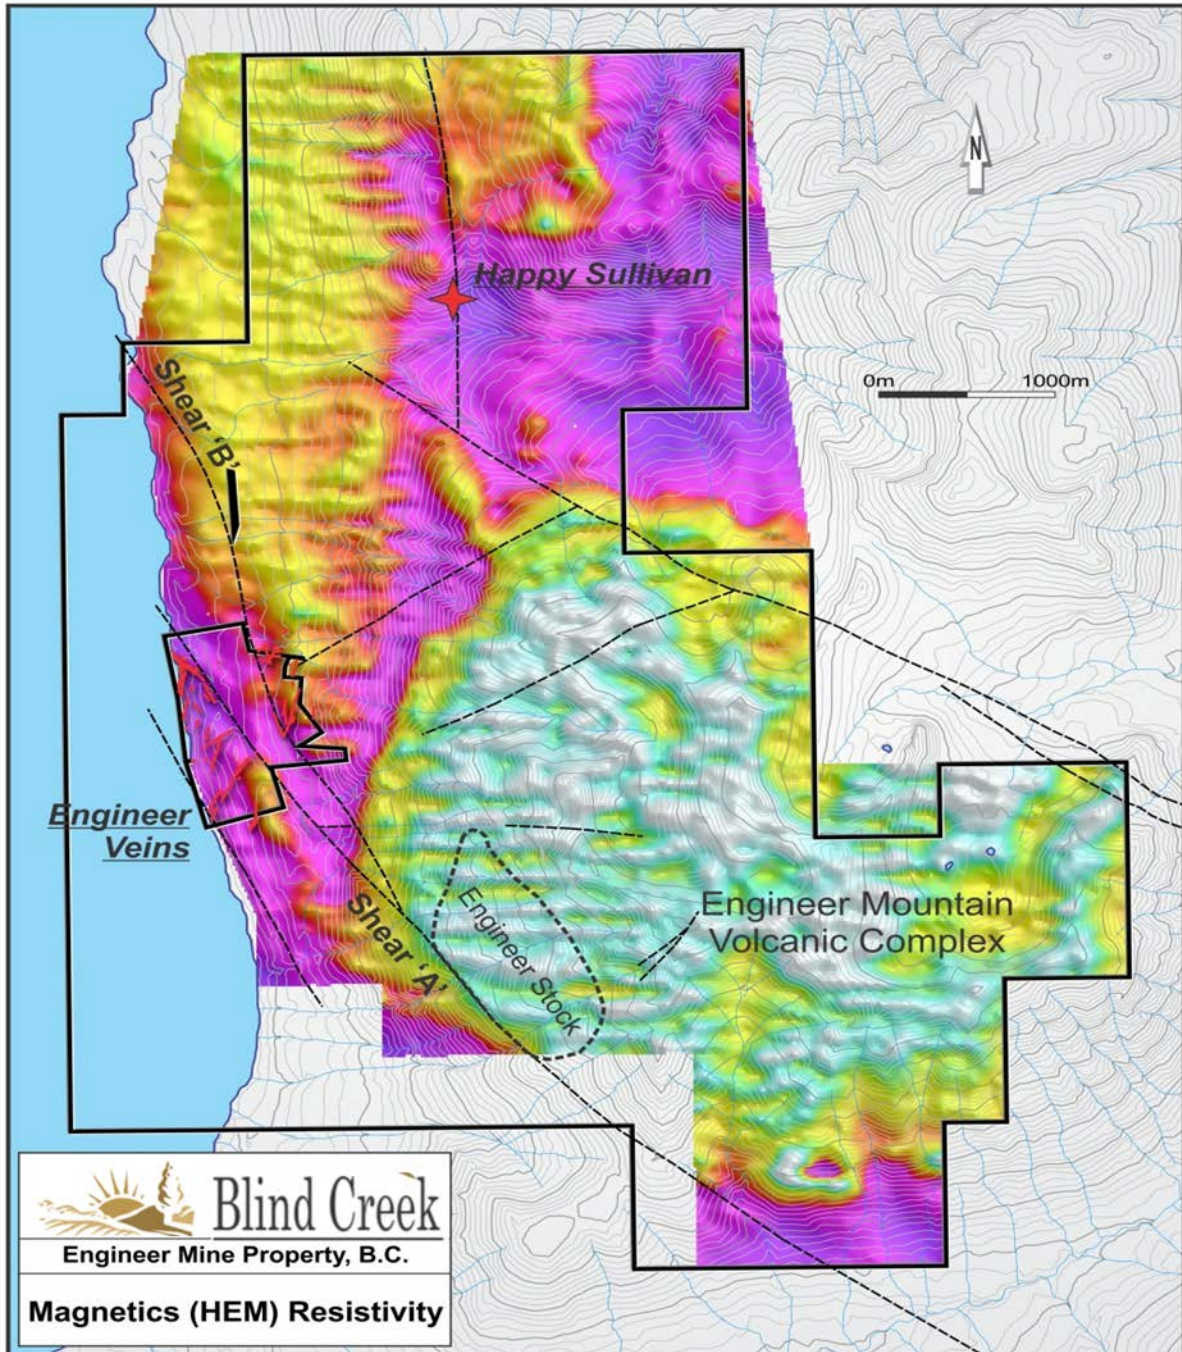 N
Happy Sullivan
0m 1000m
Shear 'B'
Engineer
Veins
Shear 'A'
Engineer Stock
Engineer Mountain
Volcanic Complex
Blind Creek
Engineer Mine Property, B.C.
Magnetics (HEM) Resistivity